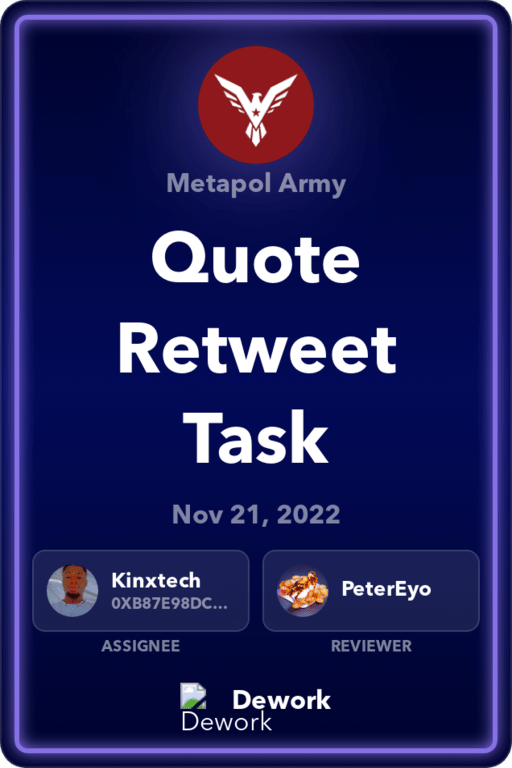 Metapol Army
Quote
Retweet
Task
Nov 21, 2022
Kinxtech
0XB87E98DC...
ASSIGNEE
PeterEyo
REVIEWER
Dework
Dework